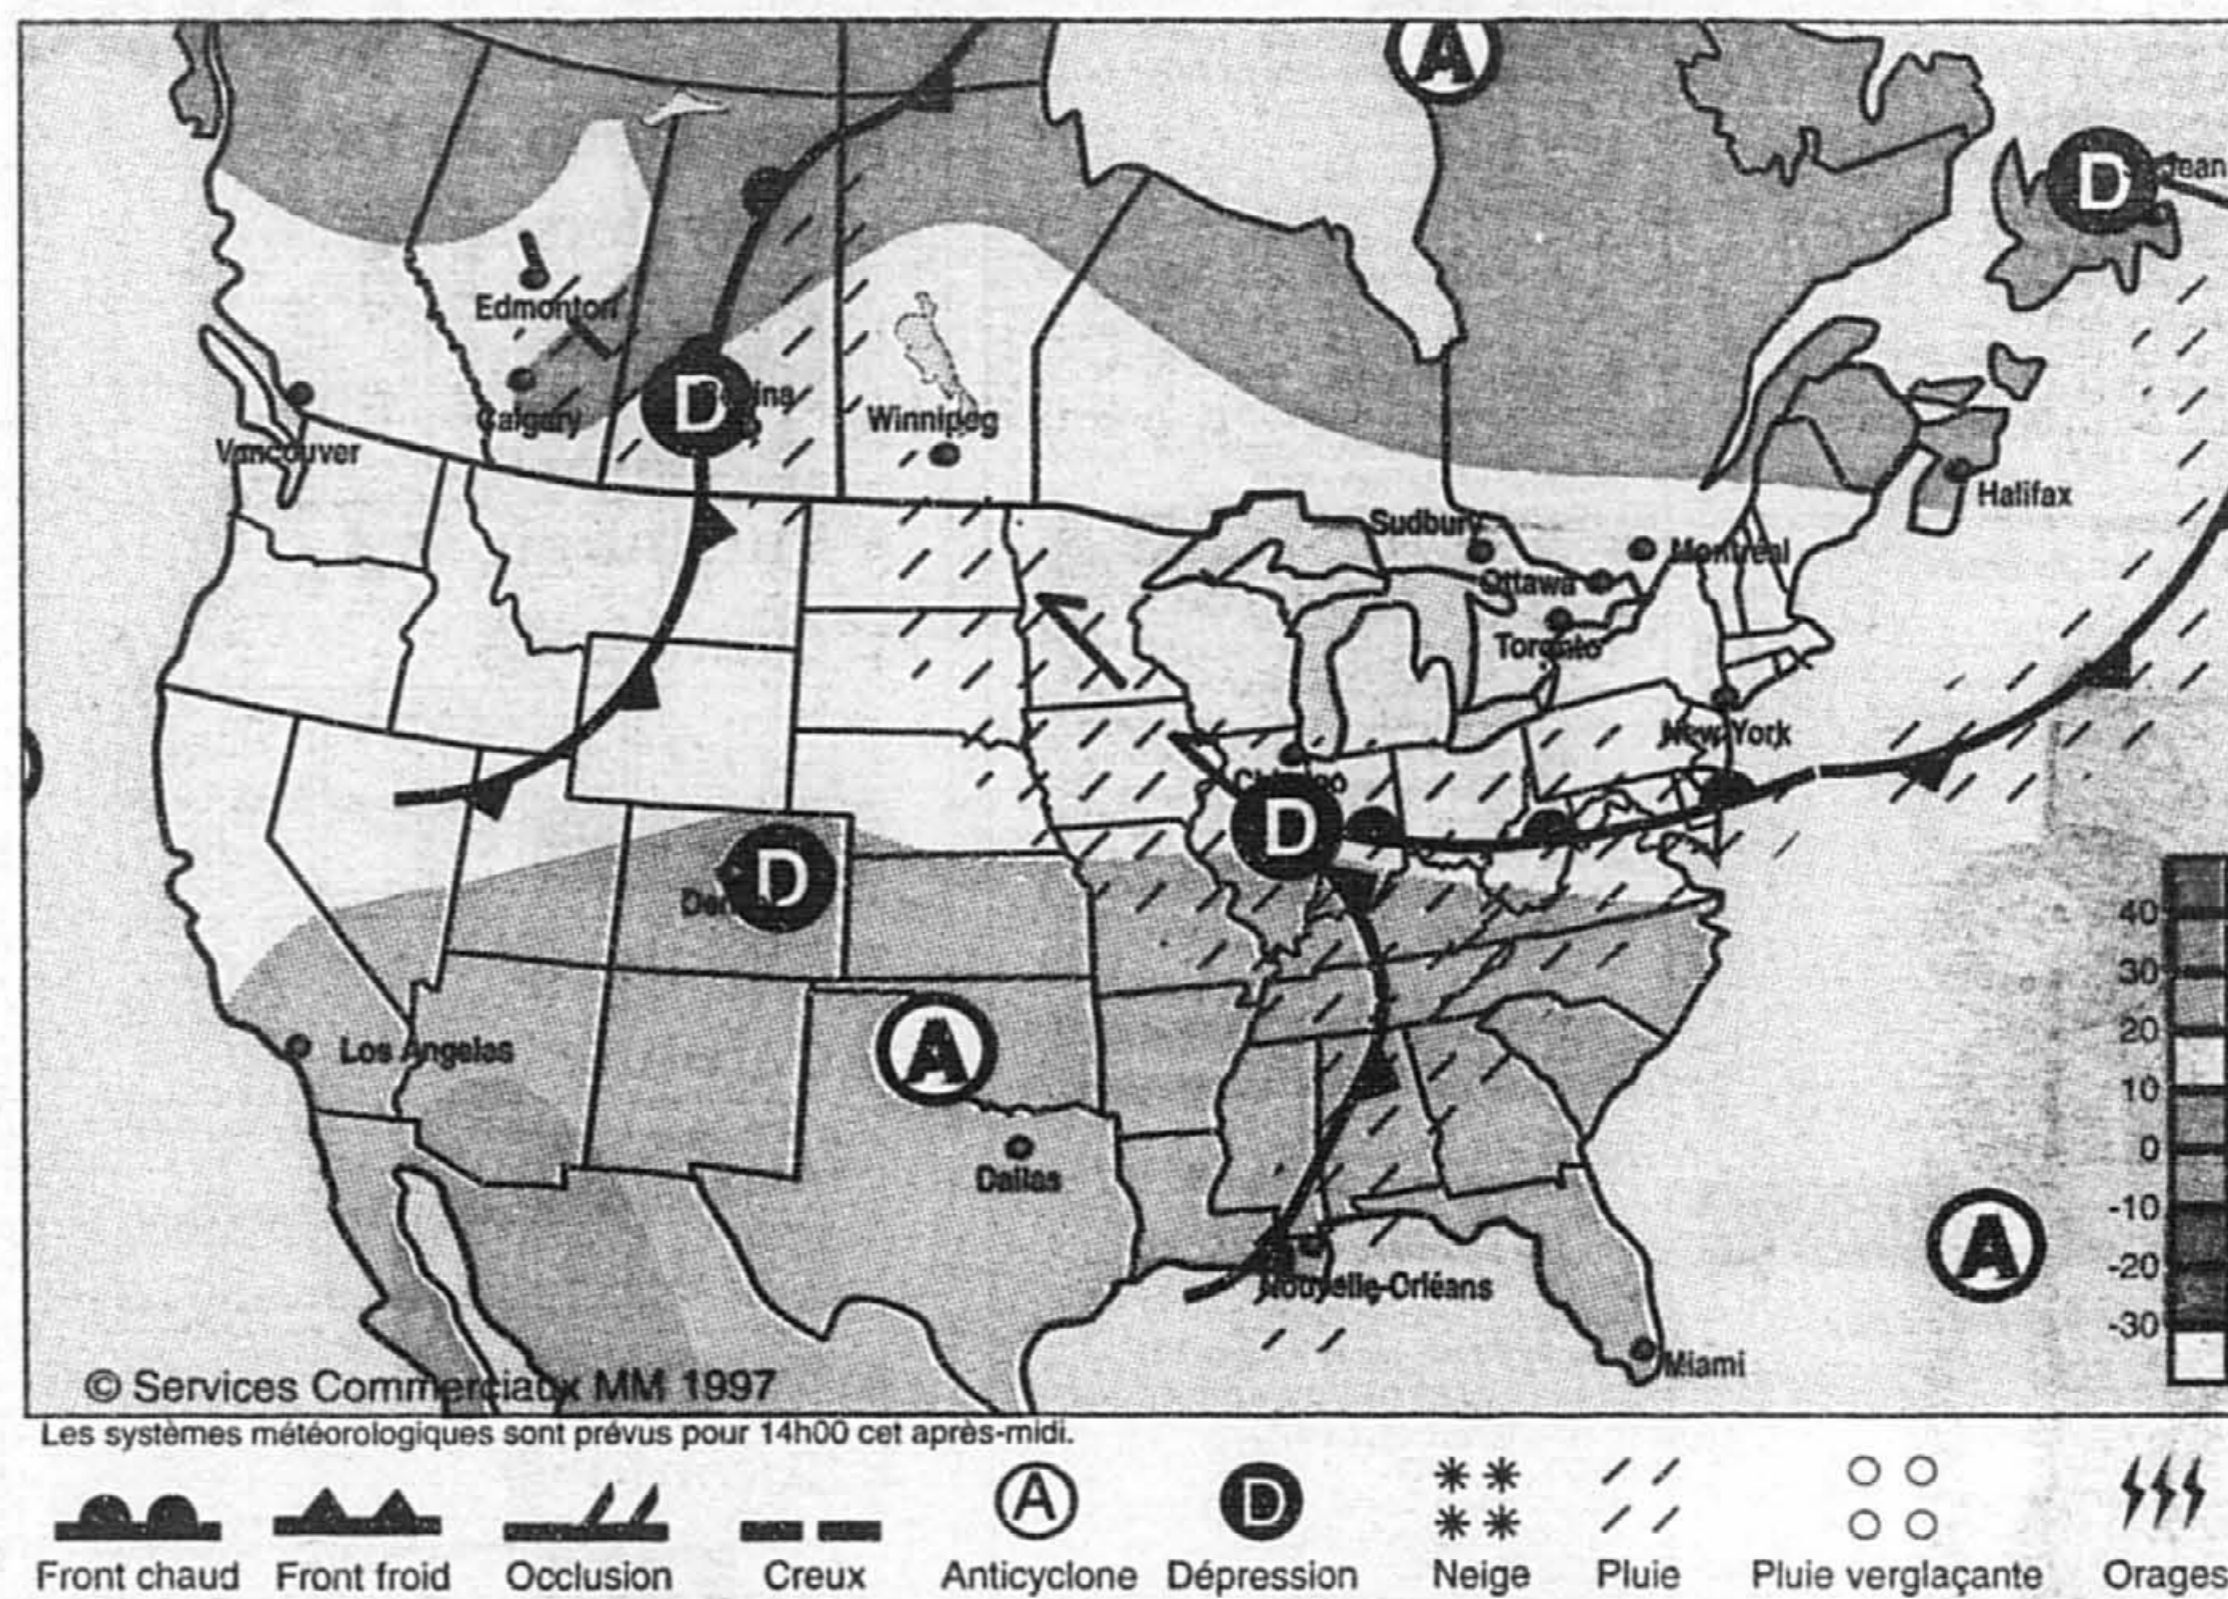 A
D
Jean
Edmonton
D
Calgary
Winnipeg
Vancouver
Halifax
Sudbury
Montréal
Ottawa
Toronto
New York
D
D
40
30
20
10
0
-10
-20
-30
A
Los Angeles
Dallas
A
Nouvelle-Orléans
Miami
© Services Commerciaux MM 1997
Les systèmes météorologiques sont prévus pour 14h00 cet après-midi.
A D
Front chaud Front froid Occlusion Creux Anticyclone Dépression Neige Pluie Pluie verglaçante Orages